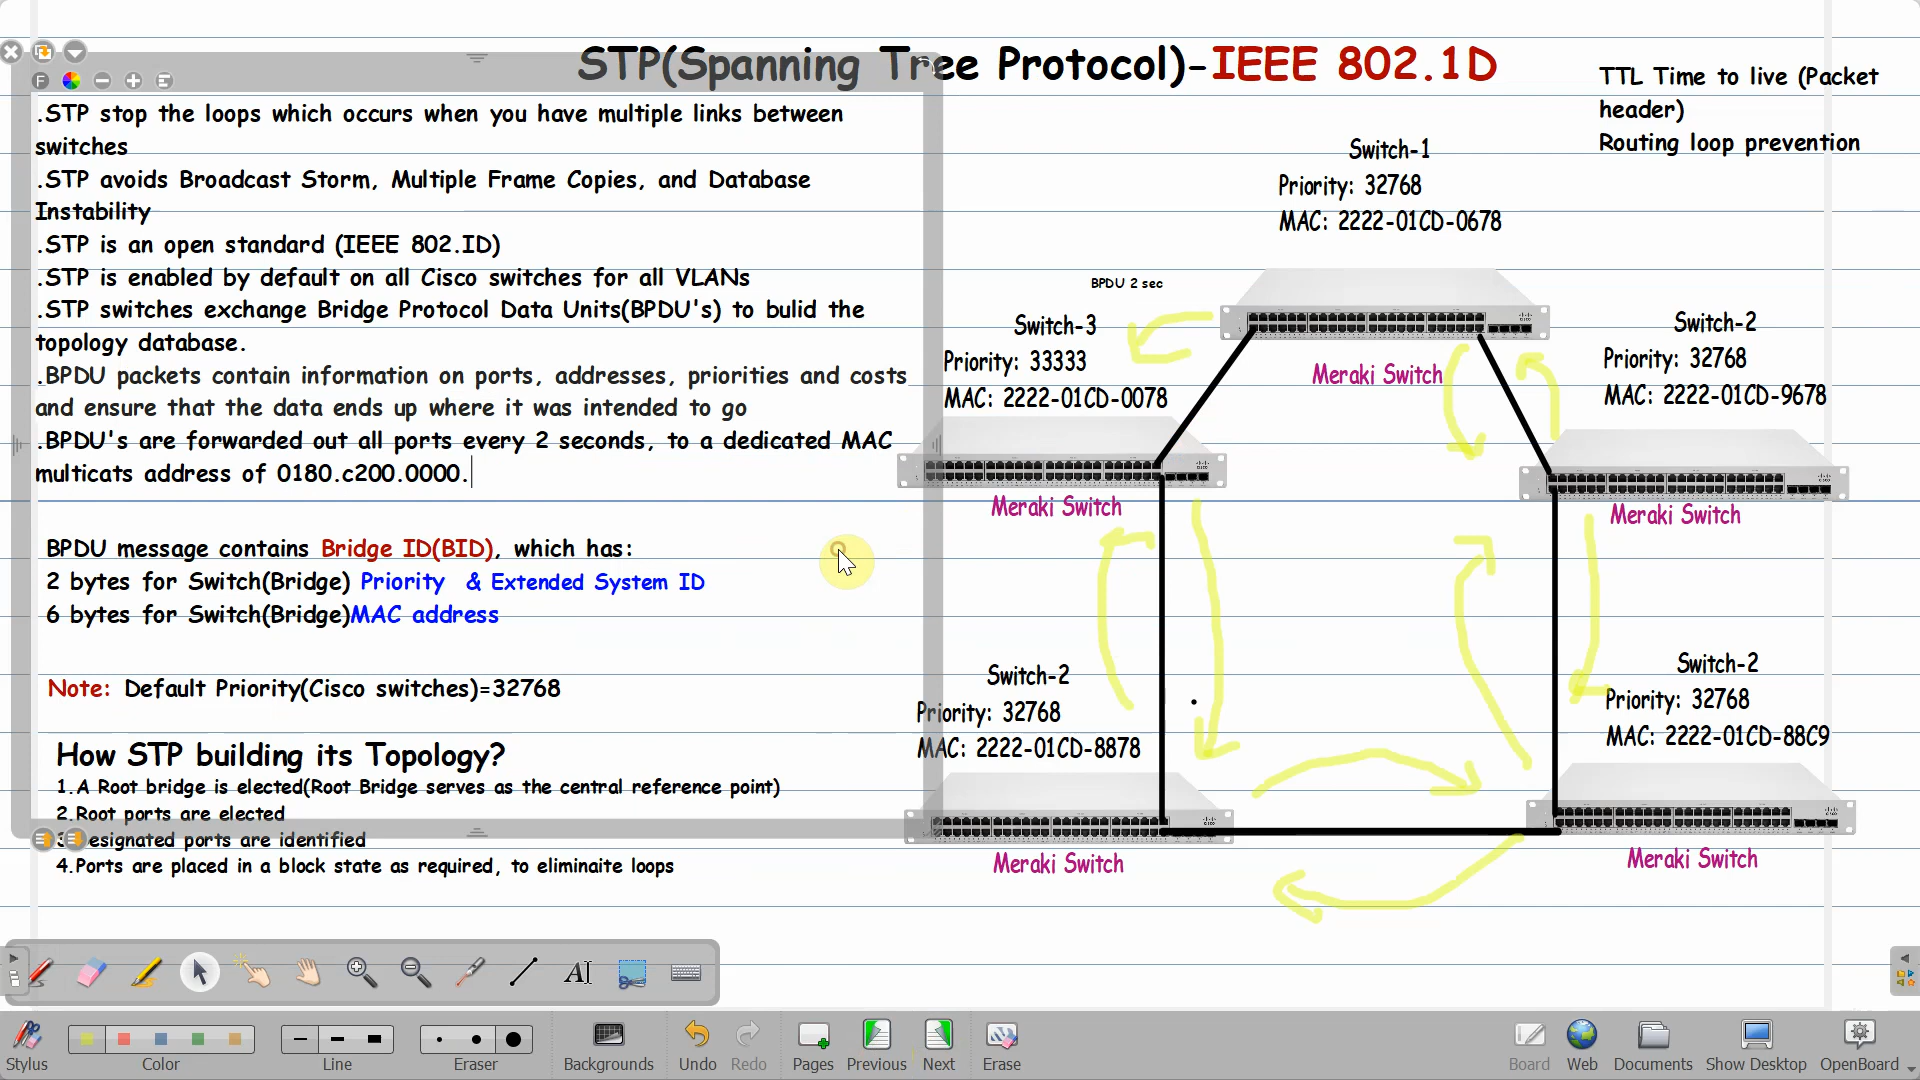 STP(Spanning Tree Protocol)-IEEE 802.1D
TTL Time to live (Packet
header)
Routing loop prevention
F
.STP stop the loops which occurs when you have multiple links between
switches
.STP avoids Broadcast Storm, Multiple Frame Copies, and Database
Instability
.STP is an open standard (IEEE 802.ID)
.STP is enabled by default on all Cisco switches for all VLANs
.STP switches exchange Bridge Protocol Data Units(BPDU's) to bulid the
topology database.
.BPDU packets contain information on ports, addresses, priorities and costs
and ensure that the data ends up where it was intended to go
.BPDU's are forwarded out all ports every 2 seconds, to a dedicated MAC
multicats address of 0180.c200.0000.
BPDU message contains Bridge ID(BID), which has:
2 bytes for Switch(Bridge) Priority & Extended System ID
6 bytes for Switch(Bridge)MAC address
Note: Default Priority(Cisco switches)=32768
How STP building its Topology?
1.A Root bridge is elected(Root Bridge serves as the central reference point)
2.Root ports are elected
3.Designated ports are identified
4.Ports are placed in a block state as required, to eliminaite loops
Switch-1
Priority: 32768
MAC: 2222-01CD-0678
BPDU 2 sec
Meraki Switch
Switch-3
Priority: 33333
MAC: 2222-01CD-0078
Meraki Switch
Switch-2
Priority: 32768
MAC: 2222-01CD-9678
Meraki Switch
Switch-2
Priority: 32768
MAC: 2222-01CD-8878
Meraki Switch
Switch-2
Priority: 32768
MAC: 2222-01CD-88C9
Meraki Switch
AI
Stylus
Color
Line
Eraser
Backgrounds
Undo
Redo
Pages
Previous
Next
Erase
Board
Web
Documents
Show Desktop
OpenBoard